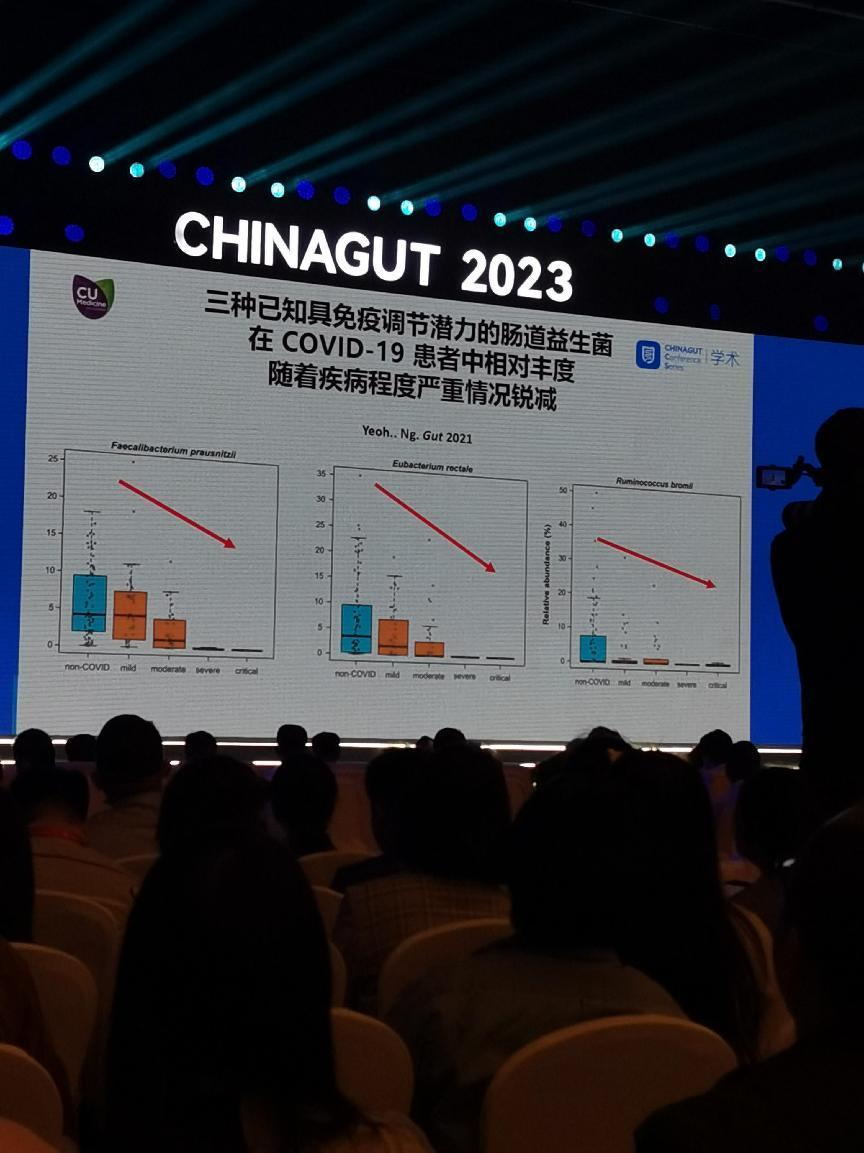 CHINAGUT 2023
CU
Medicine
三种已知具免疫调节潜力的肠道益生菌
在 COVID-19 患者中相对丰度
随着疾病程度严重情况锐减
CHINAGUT
Conference
Series
学术
Yeoh.. Ng. Gut 2021
Faecalibacterium prausnitzii
25
20
15
10
5
0
non-COVID mild moderate severe critical
Eubacterium rectale
35
30
25
20
15
10
5
0
non-COVID mild moderate severe critical
Ruminococcus bromii
Relative abundance (%)
50
40
30
20
10
0
non-COVID mild moderate severe critical